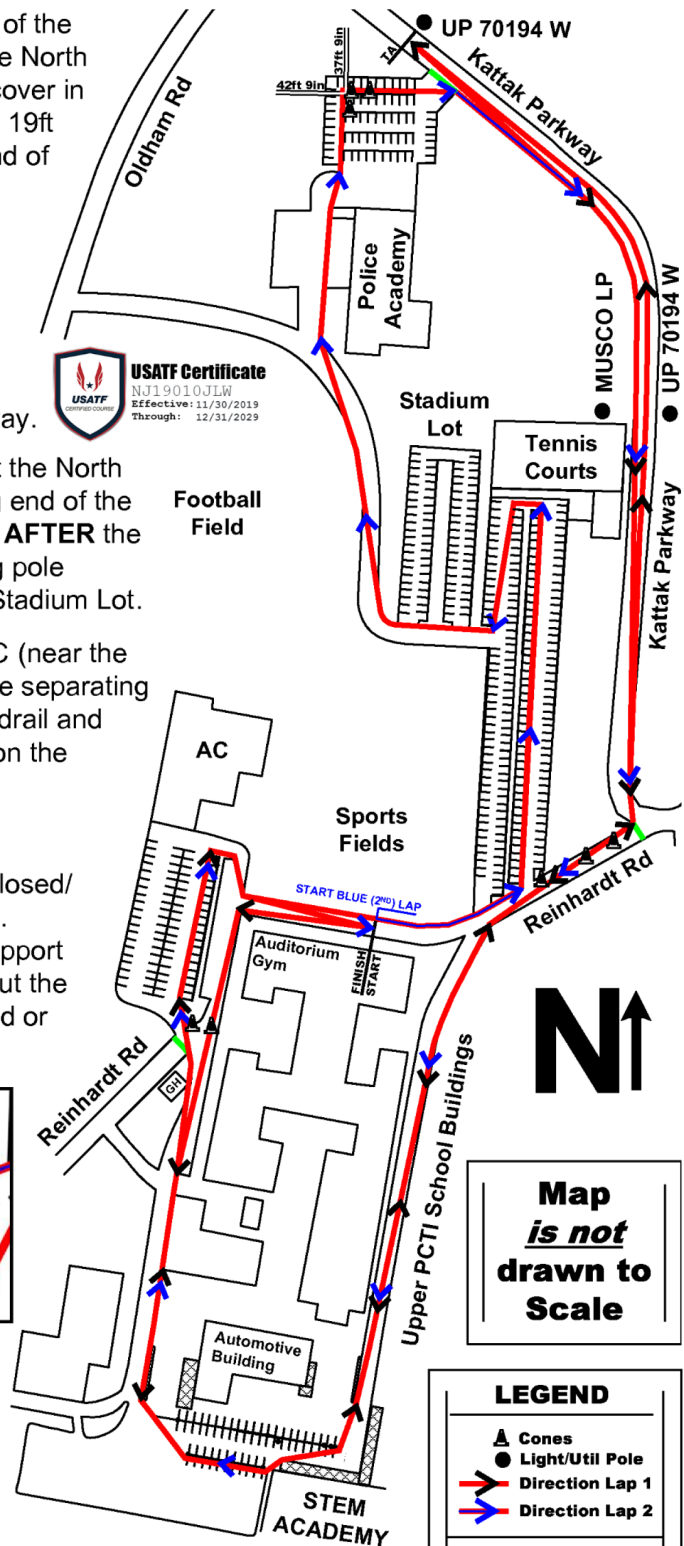 of the
e North
cover in
19ft
nd of
UP 70194 W
TA
37ft 9in
42ft 9in
Kattak Parkway
Oldham Rd
Police
Academy
MUSCO LP
UP 70194 W
USATF
CERTIFIED COURSE
USATF Certificate
NJ19010JLW
Effective: 11/30/2019
Through: 12/31/2029
ay.
t the North
g end of the
AFTER the
g pole
Stadium Lot.
Stadium
Lot
Tennis
Courts
Football
Field
Kattak Parkway
C (near the
e separating
drail and
on the
AC
Sports
Fields
Reinhardt Rd
START BLUE (2ND) LAP
losed/
.
pport
ut the
d or
Auditorium
Gym
FINISH
START
N
Reinhardt Rd
GH
Upper PCTI School Buildings
Map
is not
drawn to
Scale
Automotive
Building
LEGEND
Cones
Light/Util Pole
Direction Lap 1
Direction Lap 2
STEM
ACADEMY